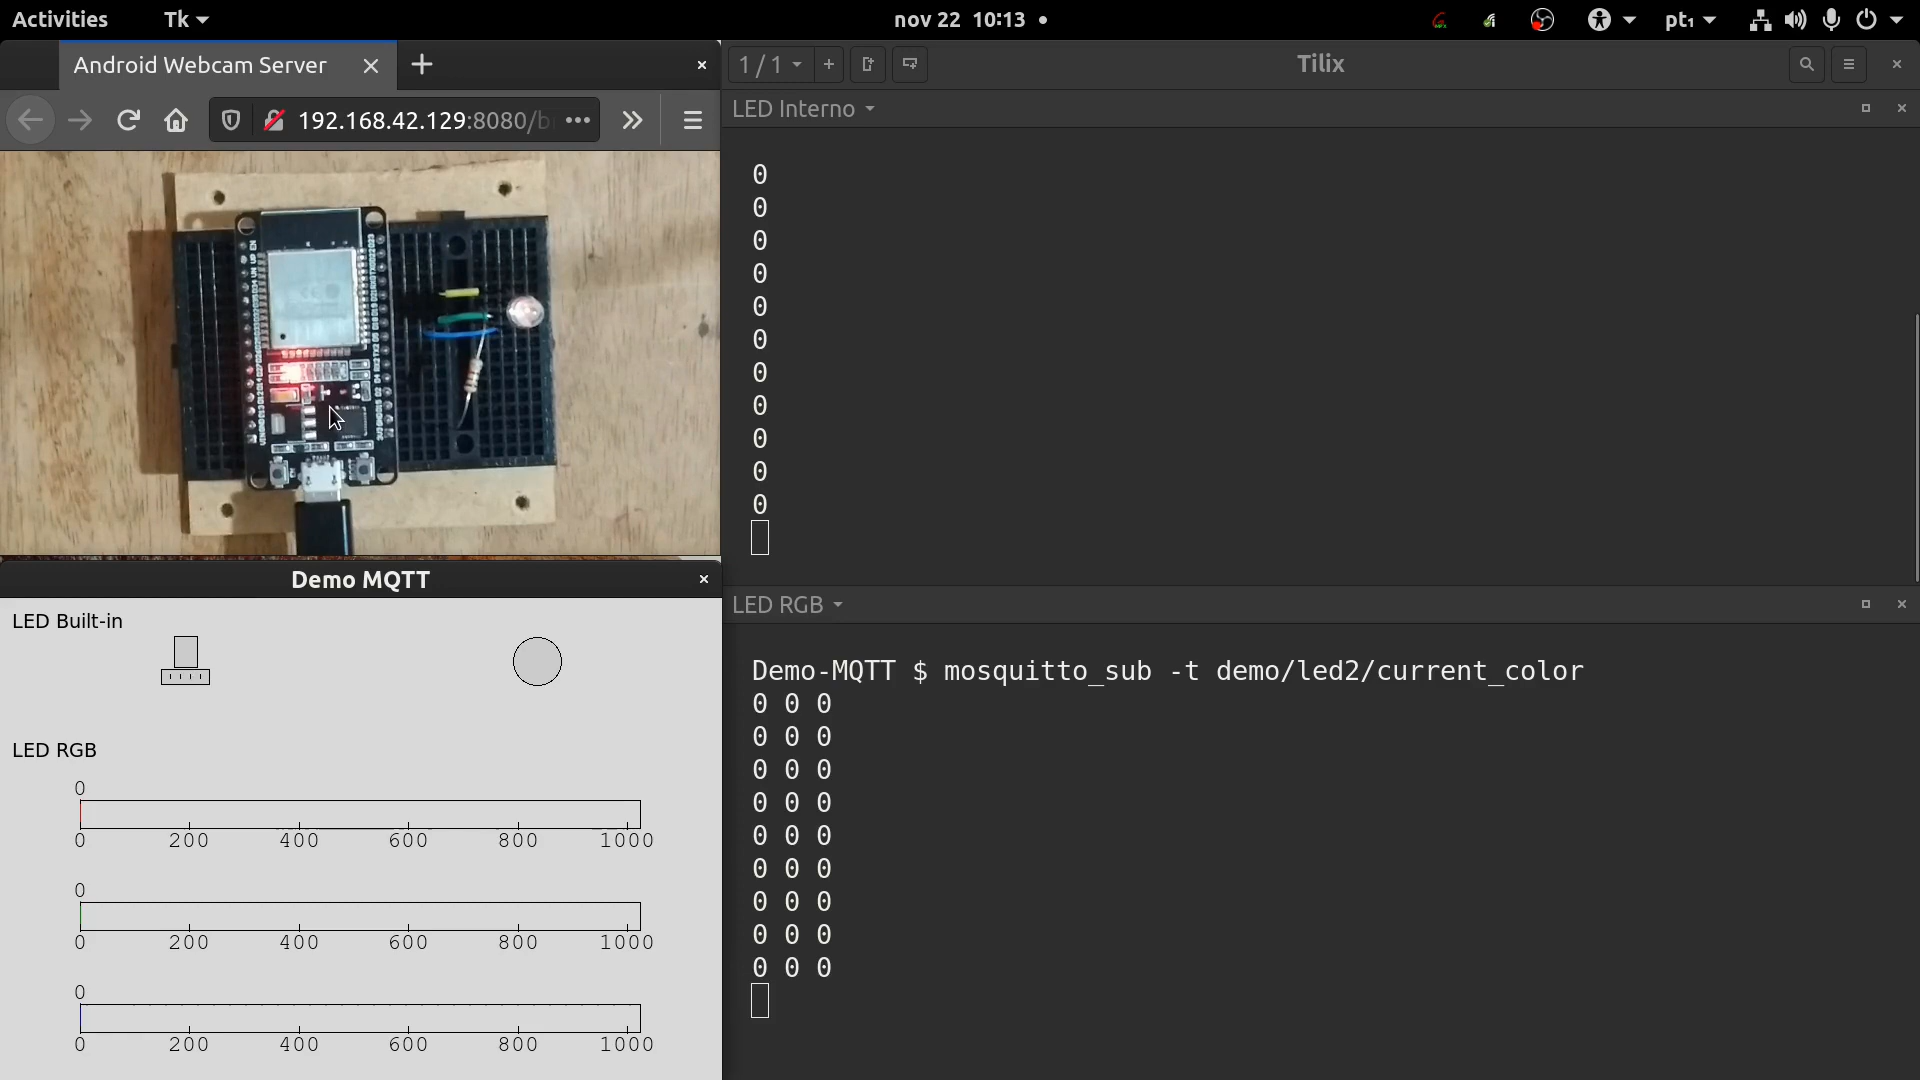 Activities Tk nov 22 10:13 pt₁
Android Webcam Server
192.168.42.129:8080/b
1 / 1 Tilix
LED Interno
0
0
0
0
0
0
0
0
0
0
0
LED RGB
Demo-MQTT $ mosquitto_sub -t demo/led2/current_color
0 0 0
0 0 0
0 0 0
0 0 0
0 0 0
0 0 0
0 0 0
0 0 0
0 0 0
Demo MQTT
LED Built-in
LED RGB
0
0 200 400 600 800 1000
0
0 200 400 600 800 1000
0
0 200 400 600 800 1000